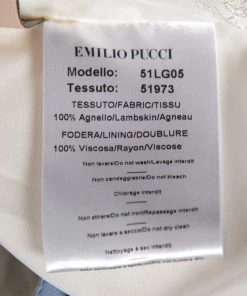 EMILIO PUCCI
Modello: 51LG05
Tessuto: 51973
TESSUTO/FABRIC/TISSU
100% Agnello/Lambskin/Agneau
FODERA/LINING/DOUBLURE
100% Viscosa/Rayon/Viscose
Non lavare/Do not wash/Lavage interdit
Non candeggiabile/Do not bleach
Chlorage interdit
Non stirare/Do not iron/Repassage interdit
Non lavare a secco/Do not dry clean
Nettoyage à sec interdit